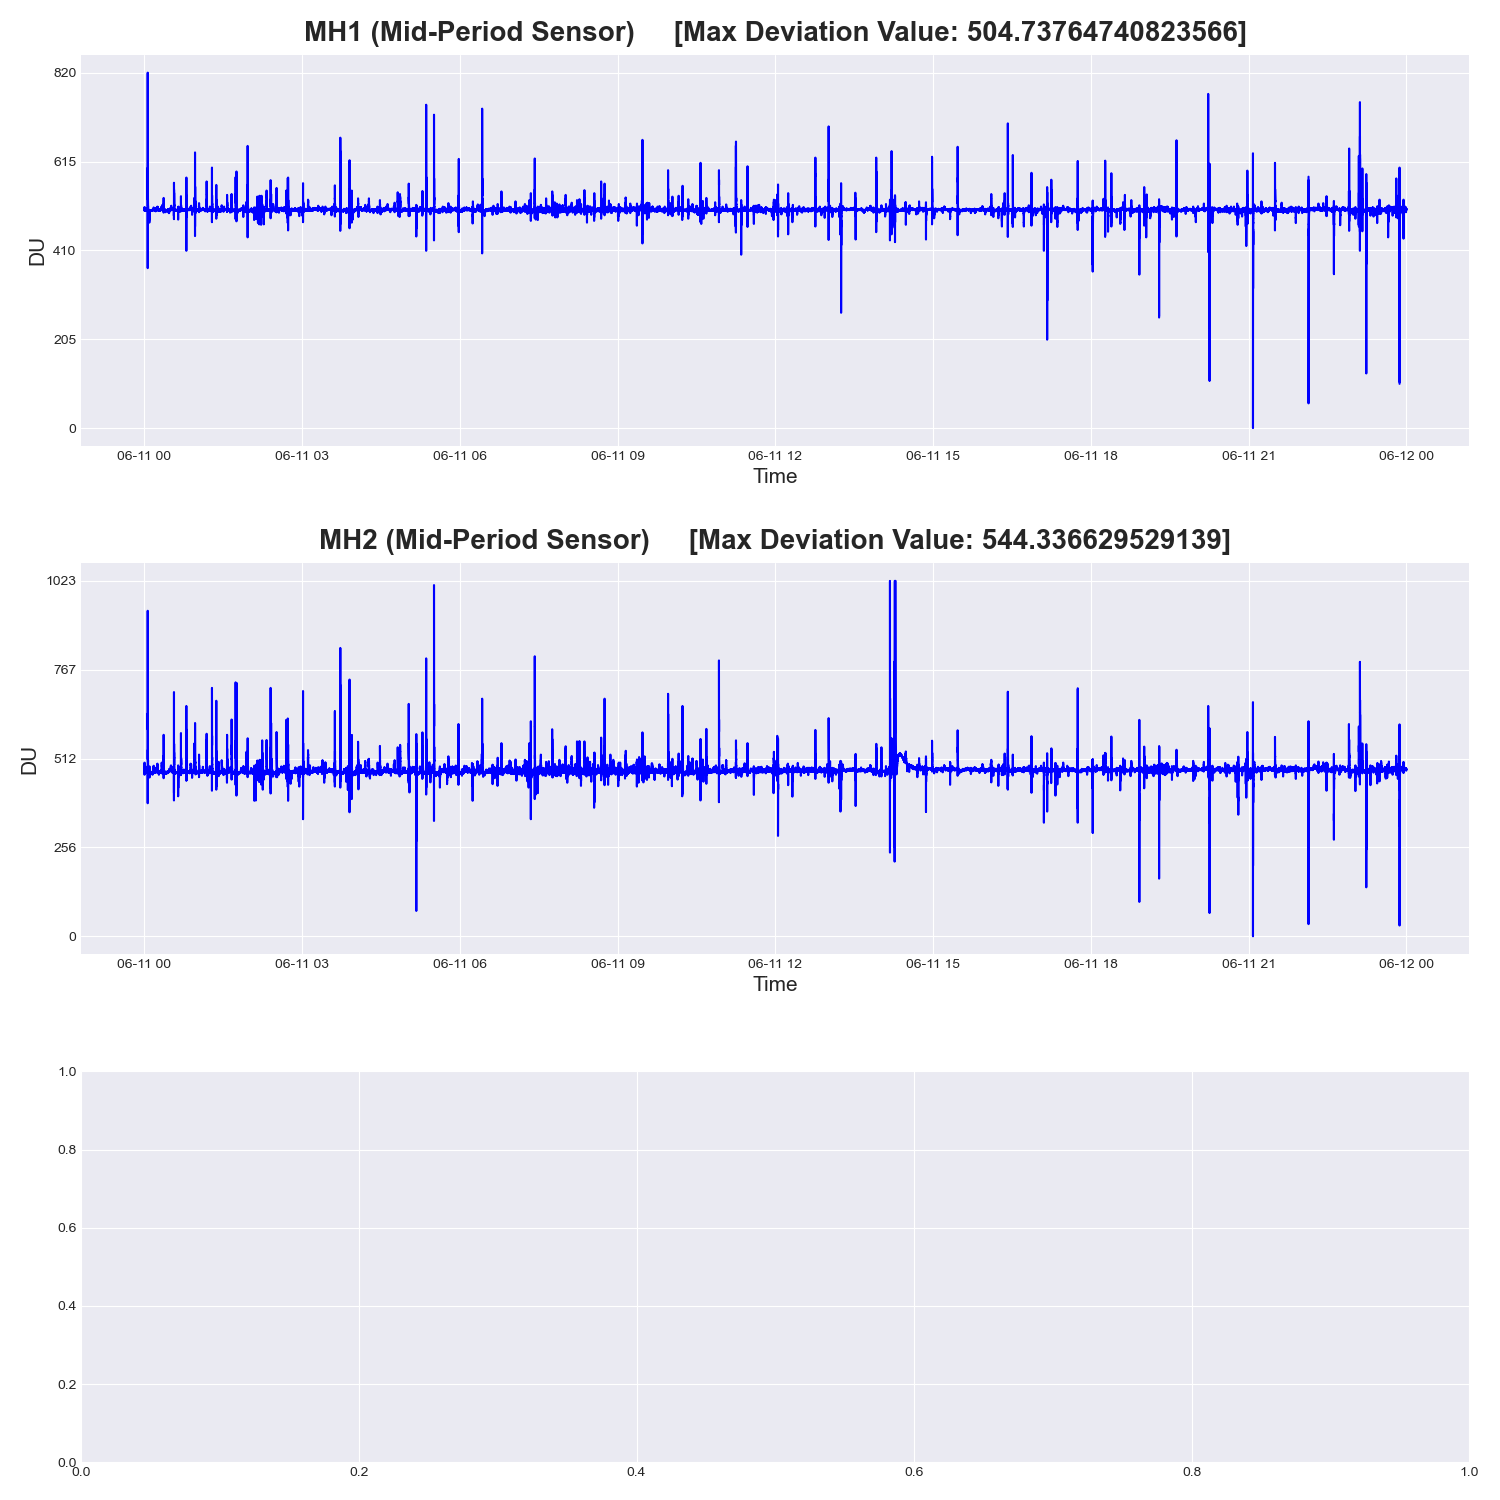 MH1 (Mid-Period Sensor) [Max Deviation Value: 504.73764740823566]
820
615
410
205
0
DU
06-11 00 06-11 03 06-11 06 06-11 09 06-11 12 06-11 15 06-11 18 06-11 21 06-12 00
Time
MH2 (Mid-Period Sensor) [Max Deviation Value: 544.336629529139]
1023
767
512
256
0
DU
06-11 00 06-11 03 06-11 06 06-11 09 06-11 12 06-11 15 06-11 18 06-11 21 06-12 00
Time
1.0
0.8
0.6
0.4
0.2
0.0
0.0 0.2 0.4 0.6 0.8 1.0